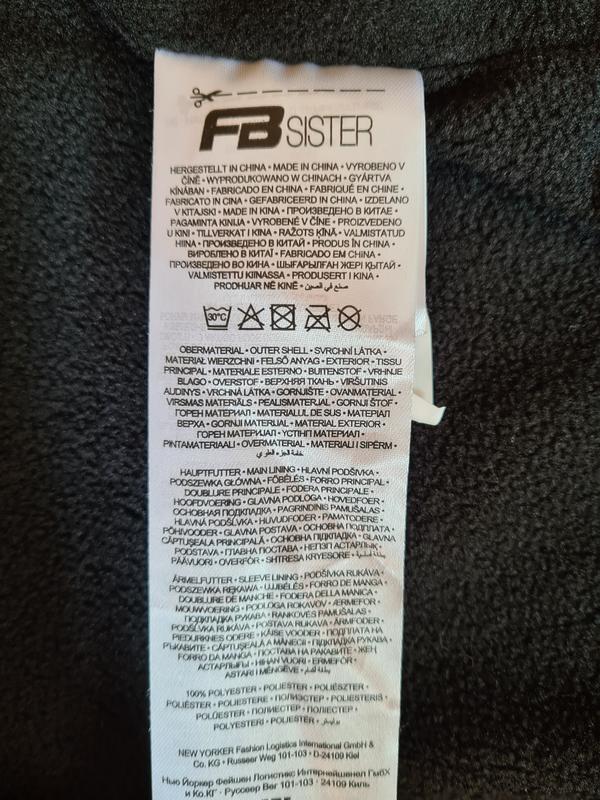 FB SISTER
HERGESTELLT IN CHINA • MADE IN CHINA • VYROBENO V
ČÍNĚ • WYPRODUKOWANO W CHINACH • GYÁRTVA
KÍNÁBAN • FABRICADO EN CHINA • FABRIQUÉ EN CHINE •
FABRICATO IN CINA • GEFABRICEERD IN CHINA • IZDELANO
V KITAJSKI • MADE IN KINA • ПРОИЗВЕДЕНО В КИТАЕ •
PAGAMINTA KINIJA • VYROBENÉ V ČÍNE • PROIZVEDENO
U KINI • TILLVERKAT I KINA • RAŽOTS ĶĪNĀ • VALMISTATUD
HIINA • ПРОИЗВЕДЕНО В КИТАЙ • PRODUS ÎN CHINA •
ВИРОБЛЕНО В КИТАЇ • FABRICADO EM CHINA •
ПРОИЗВЕДЕНО ВО КИНА • ШЫҒАРЫЛҒАН ЖЕРІ ҚЫТАЙ •
VALMISTETTU KIINASSA • PRODUSERT I KINA •
PRODHUAR NË KINË • صنع في الصين
30°C
OBERMATERIAL • OUTER SHELL • SVRCHNÍ LÁTKA •
MATERIAŁ WIERZCHNI • FELSŐ ANYAG • EXTERIOR • TISSU
PRINCIPAL • MATERIALE ESTERNO • BUITENSTOF • VRHNJE
BLAGO • OVERSTOF • ВЕРХНЯЯ ТКАНЬ • VIRŠUTINIS
AUDINYS • VRCHNÁ LÁTKA • GORNJIŠTE • OVANMATERIAL •
VIRSMAS MATERIĀLS • PEALISMATERJAL • GORNJI ŠTOF •
ГОРЕН МАТЕРИАЛ • MATERIALUL DE SUS • МАТЕРІАЛ
ВЕРХА • GORNJI MATERIJAL • MATERIAL EXTERIOR •
ГОРЕН МАТЕРИЈАЛ • ҮСТІҢГІ МАТЕРИАЛ •
PINTAMATERIAALI • OVERMATERIAL • MATERIALI I SIPËRM •
HAUPTFUTTER • MAIN LINING • HLAVNÍ PODŠÍVKA •
PODSZEWKA GŁÓWNA • FŐBÉLÉS • FORRO PRINCIPAL •
DOUBLURE PRINCIPALE • FODERA PRINCIPALE •
HOOFDVOERING • GLAVNA PODLOGA • HOVEDFOER •
ОСНОВНАЯ ПОДКЛАДКА • PAGRINDINIS PAMUŠALAS •
HLAVNÁ PODŠÍVKA • HUVUDFODER • PAMATODERE •
PÕHIVOODER • GLAVNA POSTAVA • ОСНОВНА ПОДПЛАТА •
CĂPTUȘEALA PRINCIPALĂ • ОСНОВНА ПІДКЛАДКА • GLAVNA
PODSTAVA • ГЛАВНА ПОСТАВА • НЕГІЗГІ АСТАРЛЫҚ •
PÄÄVUORI • OVERFÔR • SHTRESA KRYESORE •
ÄRMELFUTTER • SLEEVE LINING • PODŠÍVKA RUKÁVA •
PODSZEWKA RĘKAWA • UJJBÉLÉS • FORRO DE MANGA •
DOUBLURE DE MANCHE • FODERA DELLA MANICA •
MOUWVOERING • PODLOGA ROKAVOV • ÆRMEFOR •
ПОДКЛАДКА РУКАВА • RANKOVĖS PAMUŠALAS •
PODŠÍVKA RUKÁVA • POSTAVA RUKAVA • ÄRMFODER •
PIEDURKNES ODERE • KÄISE VOODER • ПОДПЛАТА НА
РЪКАВИТЕ • CĂPTUȘEALĂ A MÂNECII • ПІДКЛАДКА РУКАВА •
FORRO DA MANGA • ПОСТАВА НА РАКАВИТЕ • ЖЕҢ
АСТАРЛЫҒЫ • HIHAN VUORI • ERMEFÓR •
ASTARI I MËNGËVE •
100% POLYESTER • POLIESTER • POLIÉSZTER •
POLIÉSTER • POLIESTERE • ПОЛИЭСТЕР • POLIESTERIS •
POLÜESTER • ПОЛИЕСТЕР • ПОЛІЕСТЕР •
POLYESTERI • POLIESTER •
NEW YORKER Fashion Logistics International GmbH &
Co. KG • Russeer Weg 101-103 • D-24109 Kiel
Нью Йоркер Фейшен Логистикс Интернейшенел ГмбХ
и Ко.КГ • Руссеер Вег 101-103 • 24109 Киль